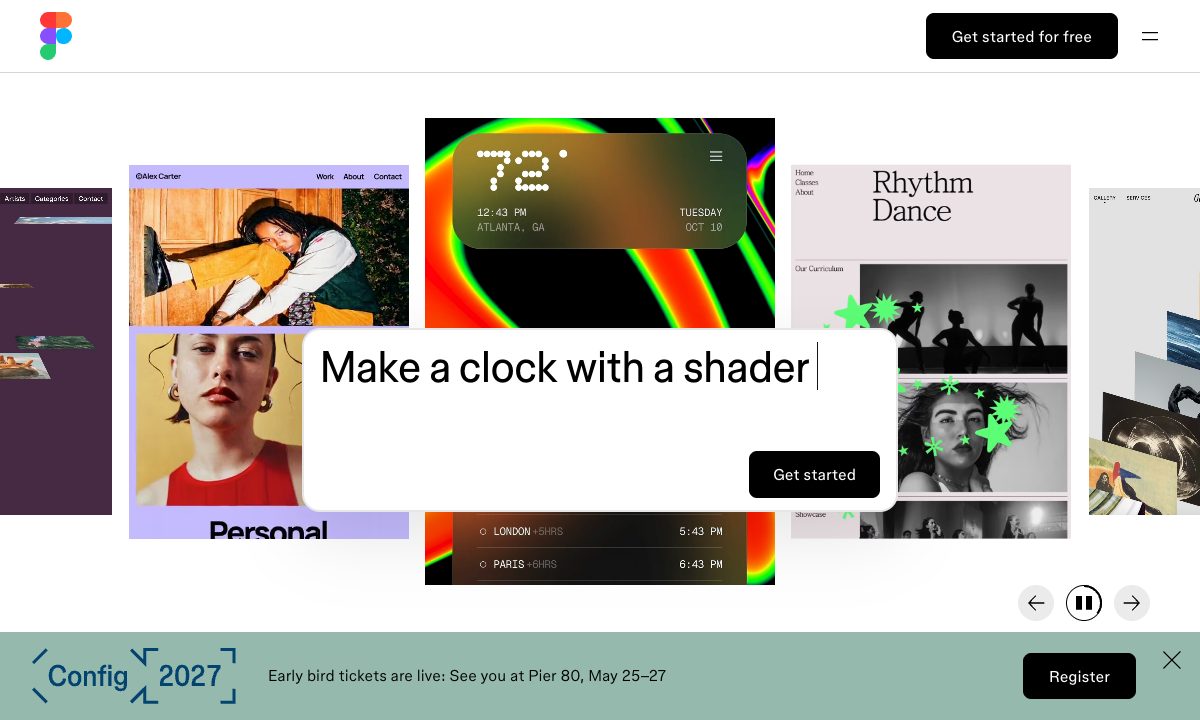 Get started for free
Artists Categories Contact
©Alex Carter Work About Contact
Personal
72°
12:43 PM TUESDAY
ATLANTA, GA OCT 10
Make a clock with a shader
Get started
LONDON +5HRS 5:43 PM
PARIS +6HRS 6:43 PM
Home
Classes
About
Rhythm
Dance
Our Curriculum
Showcase
GALLERY SERVICES
Config 2027
Early bird tickets are live: See you at Pier 80, May 25–27
Register